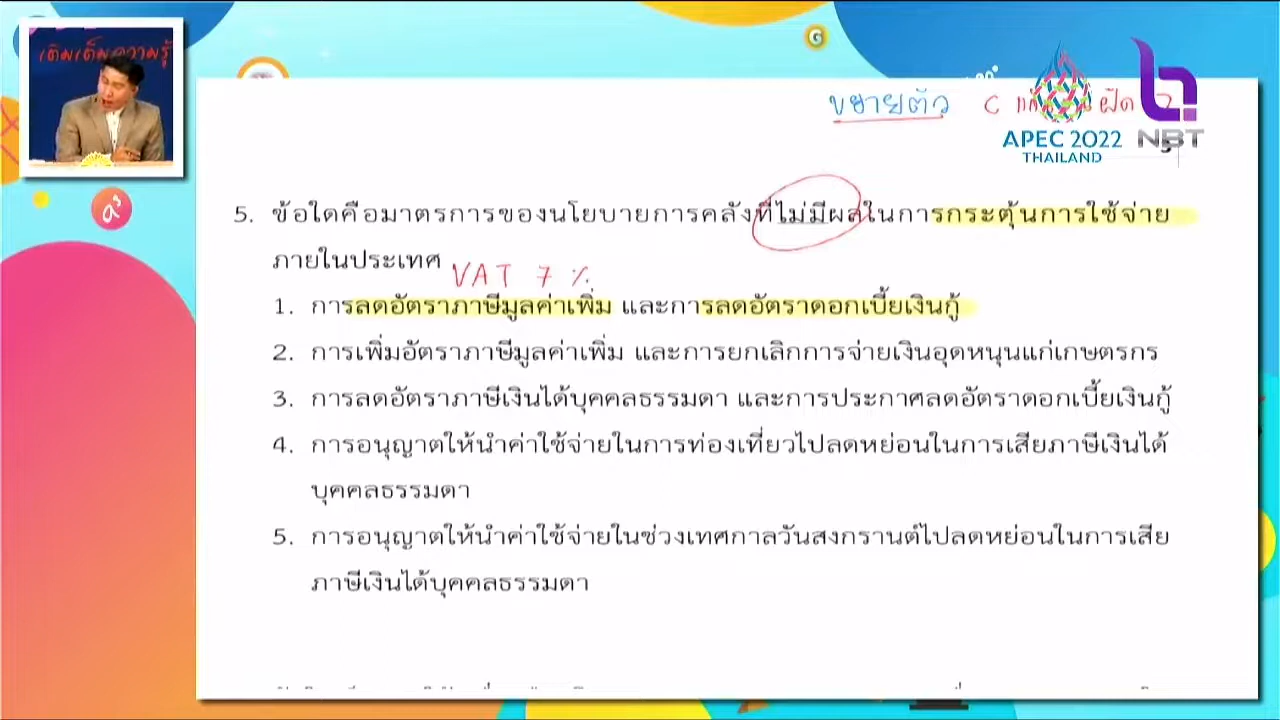 เติมเต็มความรู้
ขยายตัว
APEC 2022
THAILAND
NBT
5. ข้อใดคือมาตรการของนโยบายการคลังที่ไม่มีผลในการกระตุ้นการใช้จ่าย
ภายในประเทศ
VAT 7 %
1. การลดอัตราภาษีมูลค่าเพิ่ม และการลดอัตราดอกเบี้ยเงินกู้
2. การเพิ่มอัตราภาษีมูลค่าเพิ่ม และการยกเลิกการจ่ายเงินอุดหนุนแก่เกษตรกร
3. การลดอัตราภาษีเงินได้บุคคลธรรมดา และการประกาศลดอัตราดอกเบี้ยเงินกู้
4. การอนุญาตให้นำค่าใช้จ่ายในการท่องเที่ยวไปลดหย่อนในการเสียภาษีเงินได้
บุคคลธรรมดา
5. การอนุญาตให้นำค่าใช้จ่ายในช่วงเทศกาลวันสงกรานต์ไปลดหย่อนในการเสีย
ภาษีเงินได้บุคคลธรรมดา